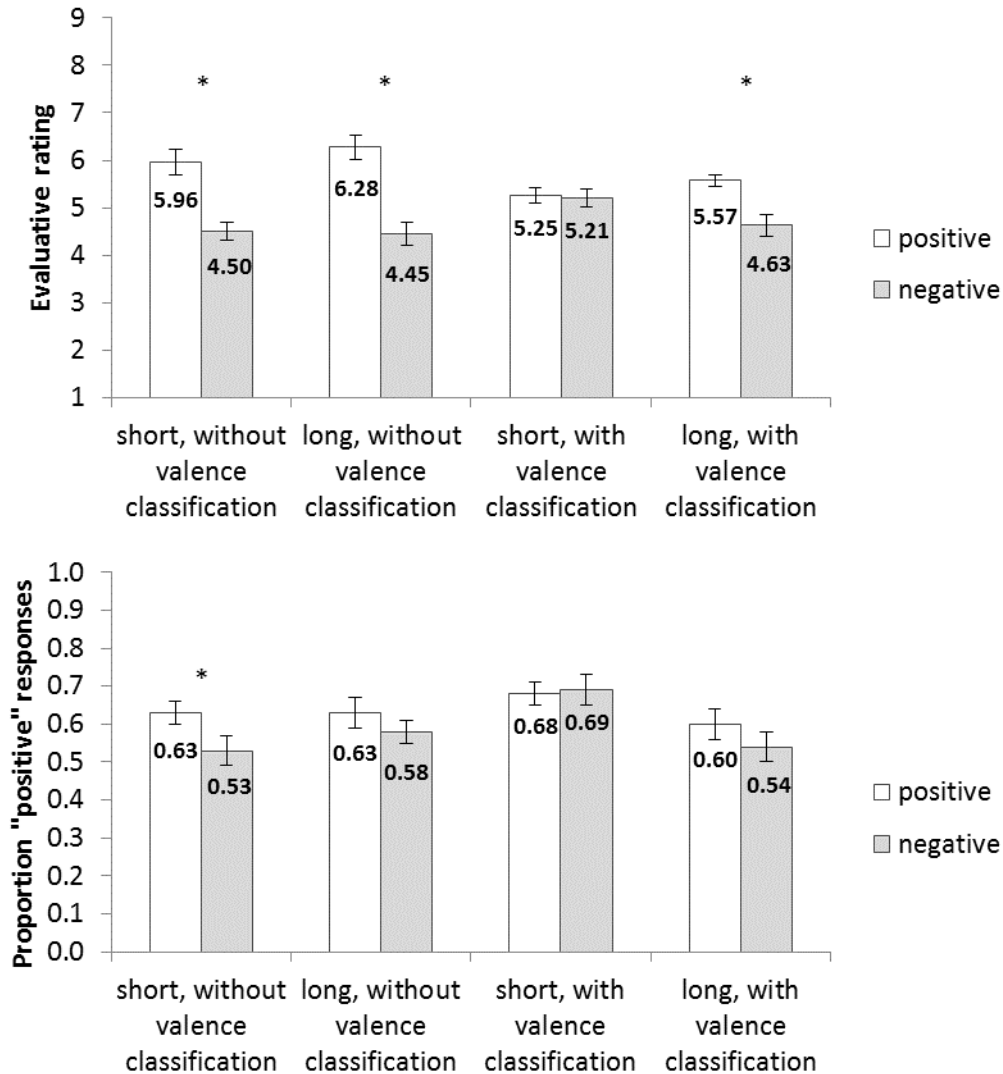 9
8
7
6
5
4
3
2
1
Evaluative rating
* * *
5.96 4.50 6.28 4.45 5.25 5.21 5.57 4.63
positive
negative
short, without long, without short, with long, with
valence valence valence valence
classification classification classification classification
1.0
0.9
0.8
0.7
0.6
0.5
0.4
0.3
0.2
0.1
0.0
Proportion "positive" responses
*
0.63 0.53 0.63 0.58 0.68 0.69 0.60 0.54
positive
negative
short, without long, without short, with long, with
valence valence valence valence
classification classification classification classification